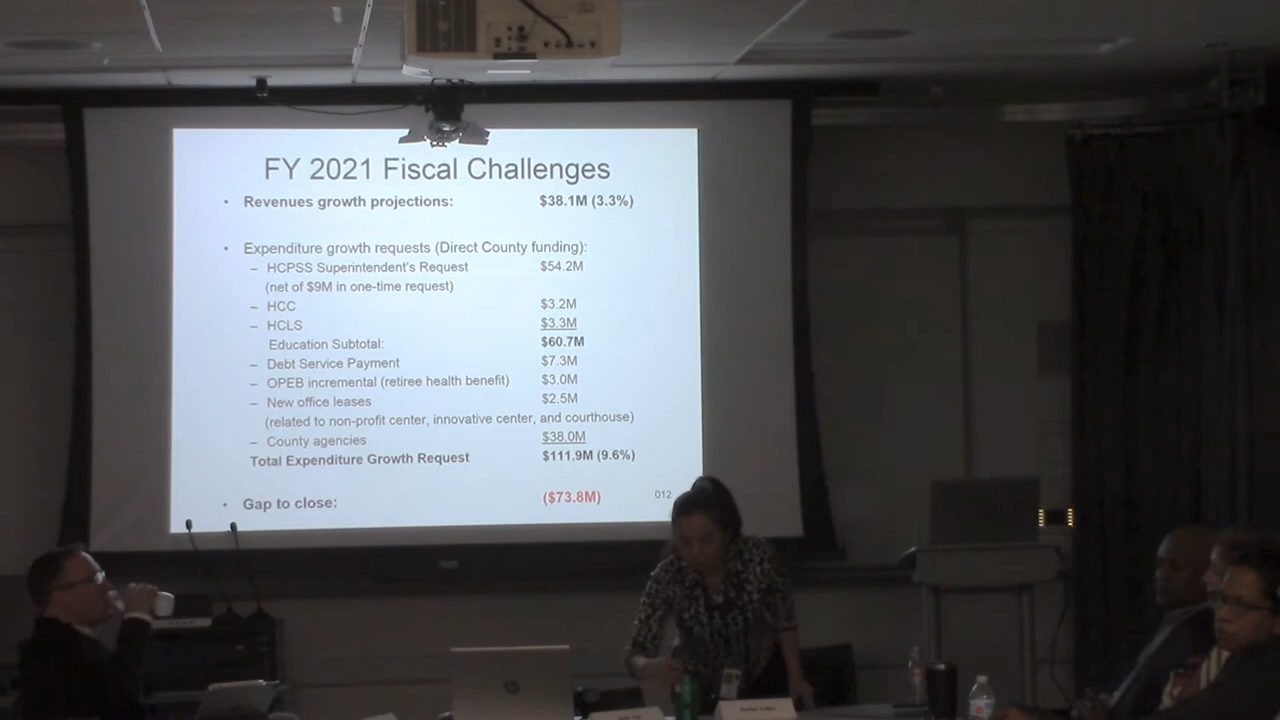 FY 2021 Fiscal Challenges
• Revenues growth projections: $38.1M (3.3%)
• Expenditure growth requests (Direct County funding):
– HCPSS Superintendent's Request $54.2M
(net of $9M in one-time request)
– HCC $3.2M
– HCLS $3.3M
Education Subtotal: $60.7M
– Debt Service Payment $7.3M
– OPEB incremental (retiree health benefit) $3.0M
– New office leases $2.5M
(related to non-profit center, innovative center, and courthouse)
– County agencies $38.0M
Total Expenditure Growth Request $111.9M (9.6%)
• Gap to close: ($73.8M)
012
hp